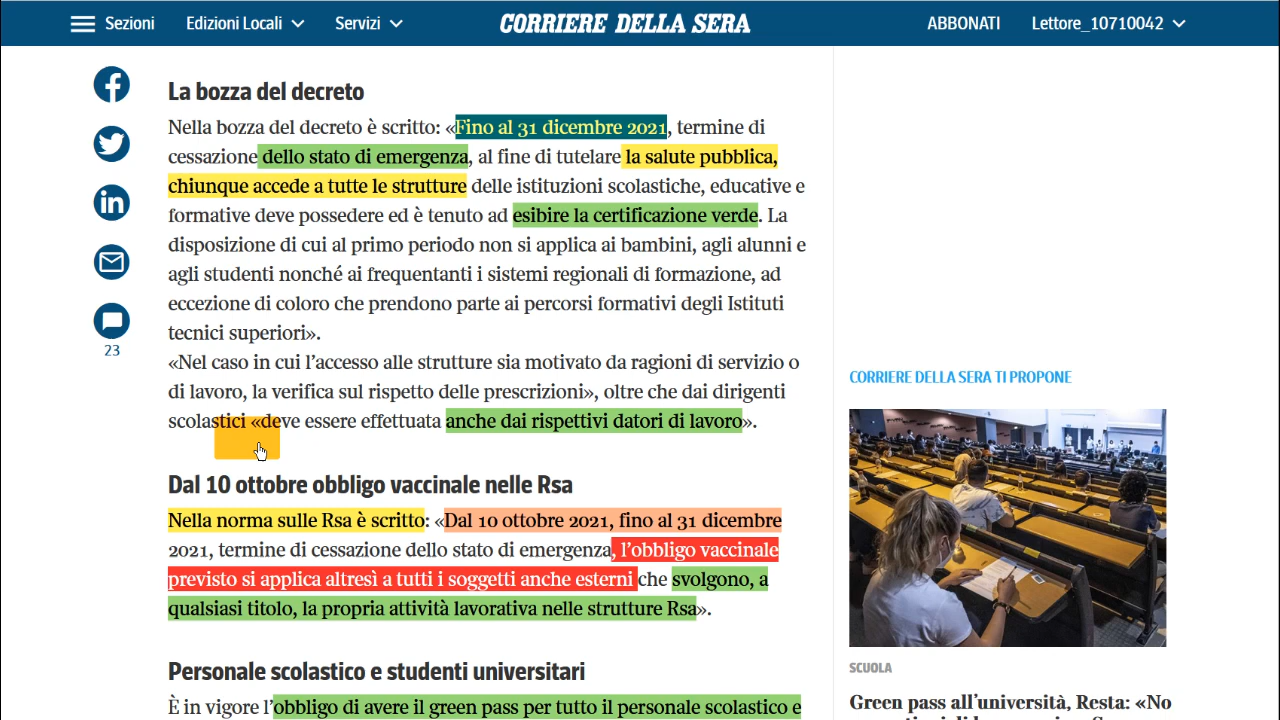 Sezioni
Edizioni Locali
Servizi
CORRIERE DELLA SERA
ABBONATI
Lettore_10710042
La bozza del decreto
Nella bozza del decreto è scritto: «Fino al 31 dicembre 2021, termine di
cessazione dello stato di emergenza, al fine di tutelare la salute pubblica,
chiunque accede a tutte le strutture delle istituzioni scolastiche, educative e
formative deve possedere ed è tenuto ad esibire la certificazione verde. La
disposizione di cui al primo periodo non si applica ai bambini, agli alunni e
agli studenti nonché ai frequentanti i sistemi regionali di formazione, ad
eccezione di coloro che prendono parte ai percorsi formativi degli Istituti
tecnici superiori».
«Nel caso in cui l’accesso alle strutture sia motivato da ragioni di servizio o
di lavoro, la verifica sul rispetto delle prescrizioni», oltre che dai dirigenti
scolastici «deve essere effettuata anche dai rispettivi datori di lavoro».
Dal 10 ottobre obbligo vaccinale nelle Rsa
Nella norma sulle Rsa è scritto: «Dal 10 ottobre 2021, fino al 31 dicembre
2021, termine di cessazione dello stato di emergenza, l’obbligo vaccinale
previsto si applica altresì a tutti i soggetti anche esterni che svolgono, a
qualsiasi titolo, la propria attività lavorativa nelle strutture Rsa».
Personale scolastico e studenti universitari
È in vigore l’obbligo di avere il green pass per tutto il personale scolastico e
23
CORRIERE DELLA SERA TI PROPONE
SCUOLA
Green pass all’università, Resta: «No